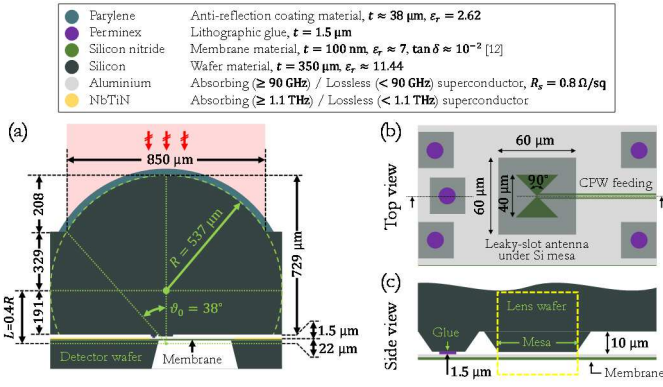 Parylene Anti-reflection coating material, t ≈ 38 μm, εr = 2.62
Perminex Lithographic glue, t = 1.5 μm
Silicon nitride Membrane material, t = 100 nm, εr ≈ 7, tan δ ≈ 10⁻² [12]
Silicon Wafer material, t = 350 μm, εr ≈ 11.44
Aluminium Absorbing (≥ 90 GHz) / Lossless (< 90 GHz) superconductor, Rs = 0.8 Ω/sq
NbTiN Absorbing (≥ 1.1 THz) / Lossless (< 1.1 THz) superconductor
(a)
850 μm
208
329
191
L=0.4R
R = 537 μm
ϑ0 = 38°
729 μm
1.5 μm
22 μm
Detector wafer
Membrane
(b)
Top view
60 μm
60 μm
40 μm
90°
CPW feeding
Leaky-slot antenna
under Si mesa
(c)
Side view
Lens wafer
Glue
Mesa
10 μm
1.5 μm
Membrane